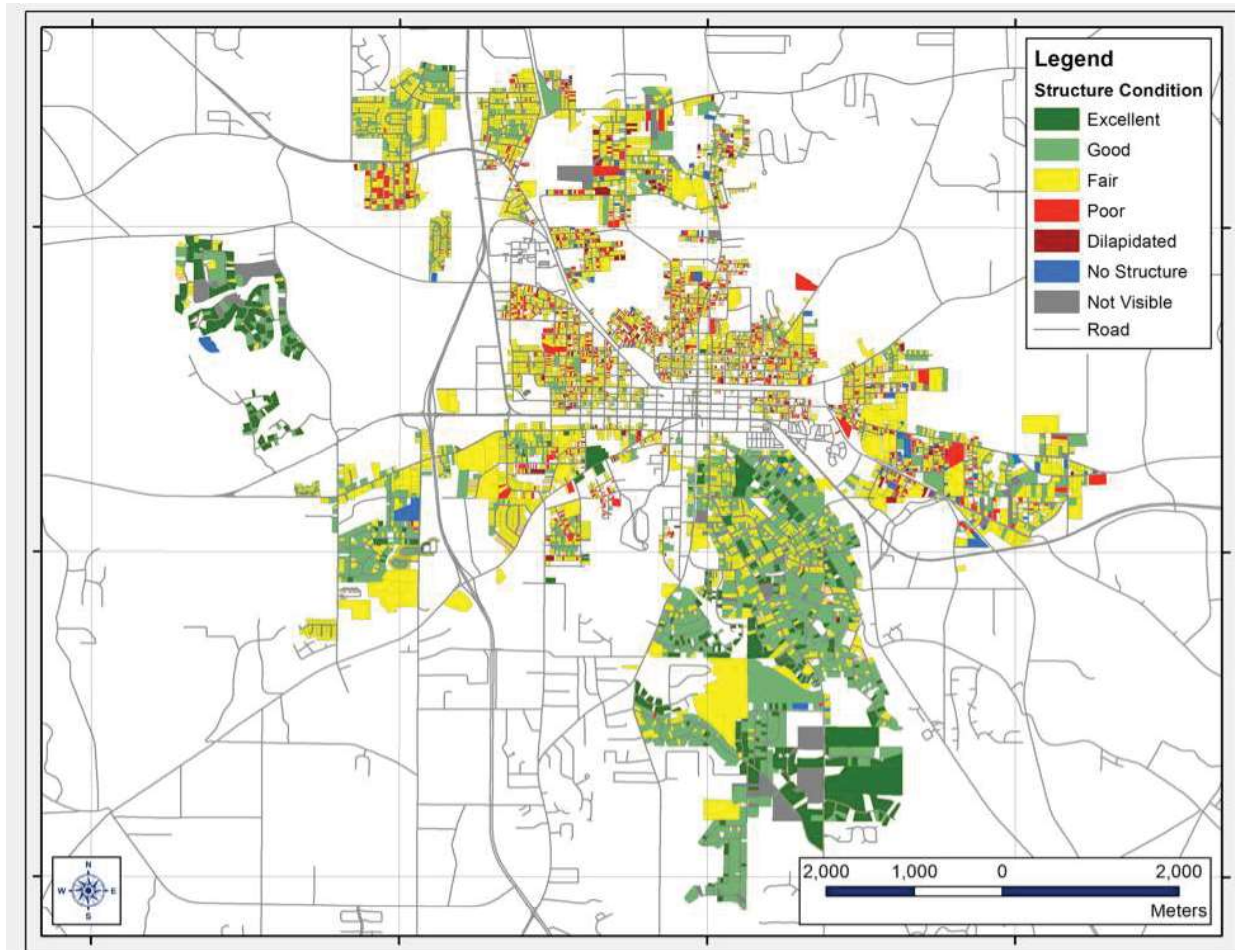 Legend
Structure Condition
Excellent
Good
Fair
Poor
Dilapidated
No Structure
Not Visible
Road
N
W E
S
2,000 1,000 0 2,000
Meters